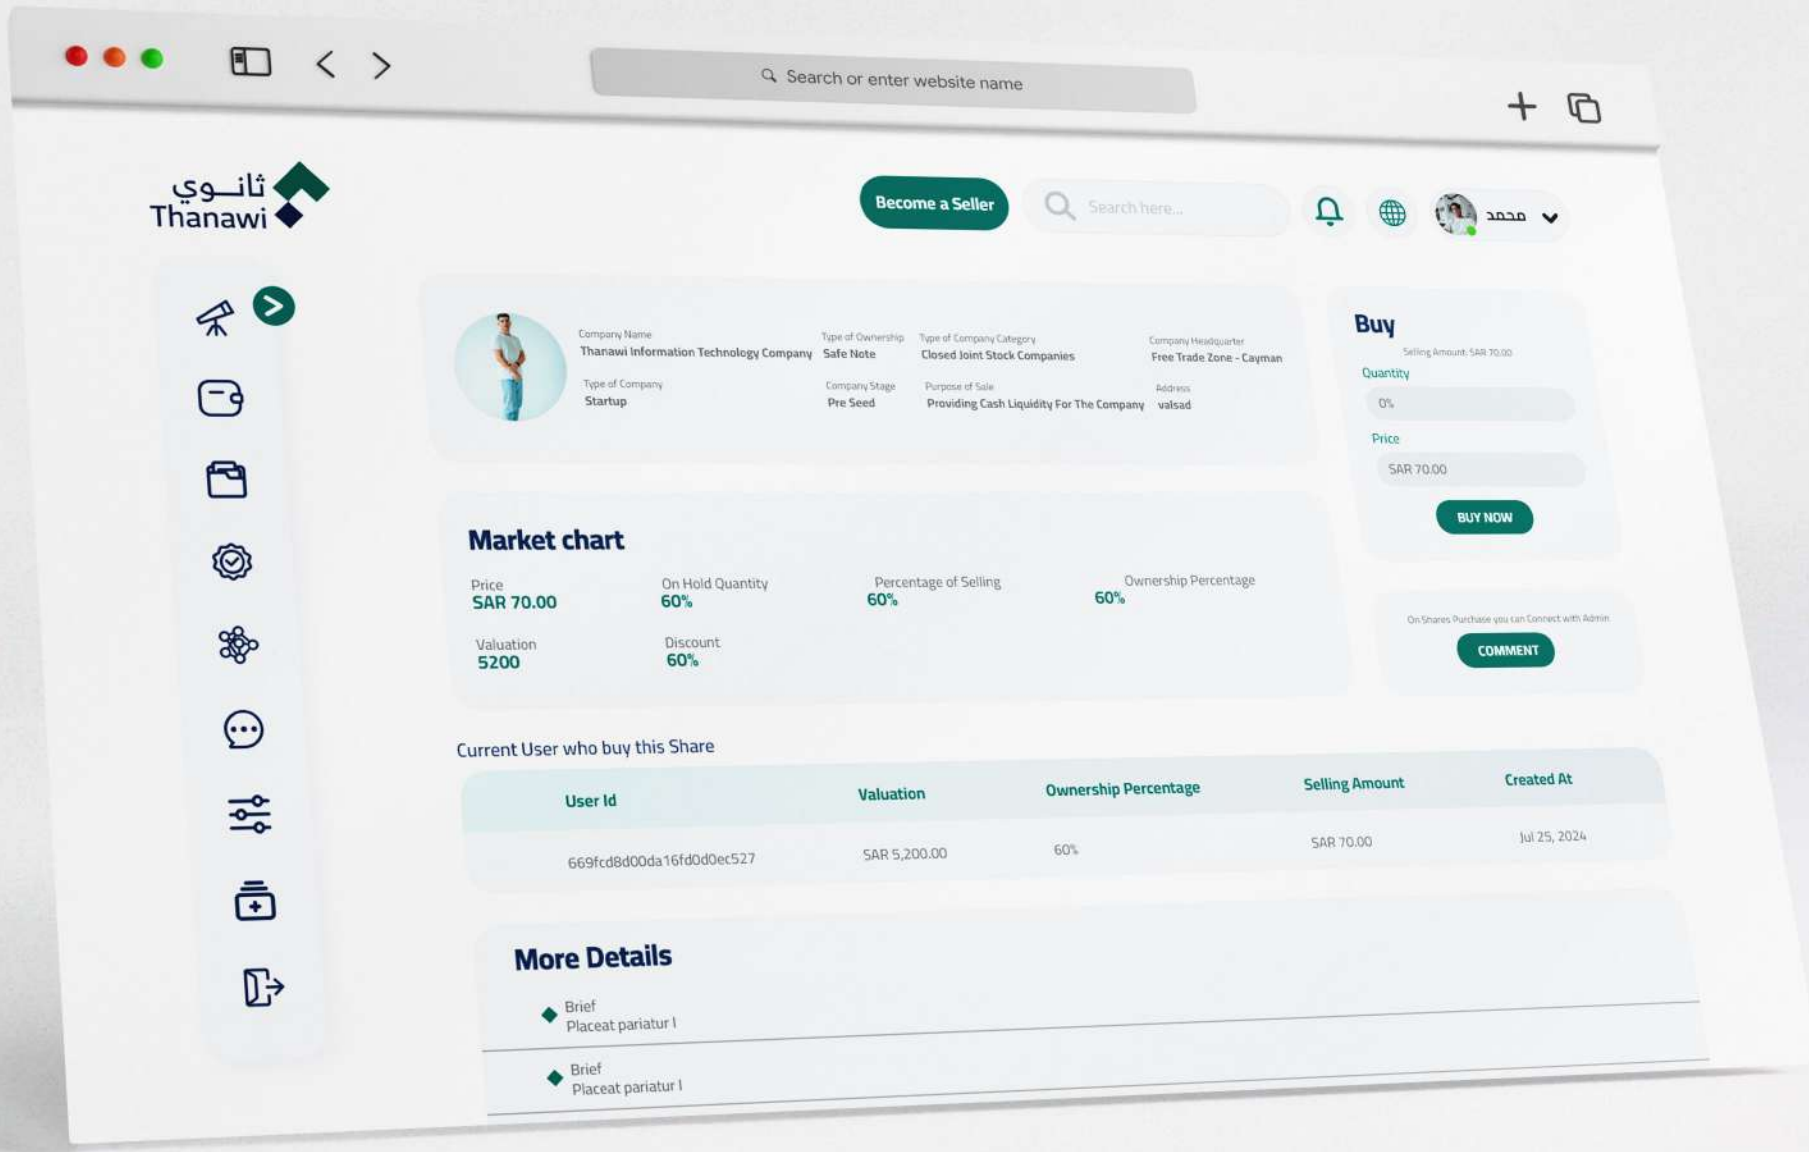 Search or enter website name
ثانوي
Thanawi
Become a Seller
Search here...
محمد
Company Name
Thanawi Information Technology Company
Type of Ownership
Safe Note
Type of Company Category
Closed Joint Stock Companies
Company Headquarter
Free Trade Zone - Cayman
Type of Company
Startup
Company Stage
Pre Seed
Purpose of Sale
Providing Cash Liquidity For The Company
Address
valsad
Buy
Selling Amount: SAR 70.00
Quantity
0%
Price
SAR 70.00
BUY NOW
Market chart
Price
SAR 70.00
On Hold Quantity
60%
Percentage of Selling
60%
Ownership Percentage
60%
Valuation
5200
Discount
60%
On Shares Purchase you can Connect with Admin
COMMENT
Current User who buy this Share
User Id Valuation Ownership Percentage Selling Amount Created At
669fcd8d00da16fd0d0ec527 SAR 5,200.00 60% SAR 70.00 Jul 25, 2024
More Details
Brief
Placeat pariatur I
Brief
Placeat pariatur I